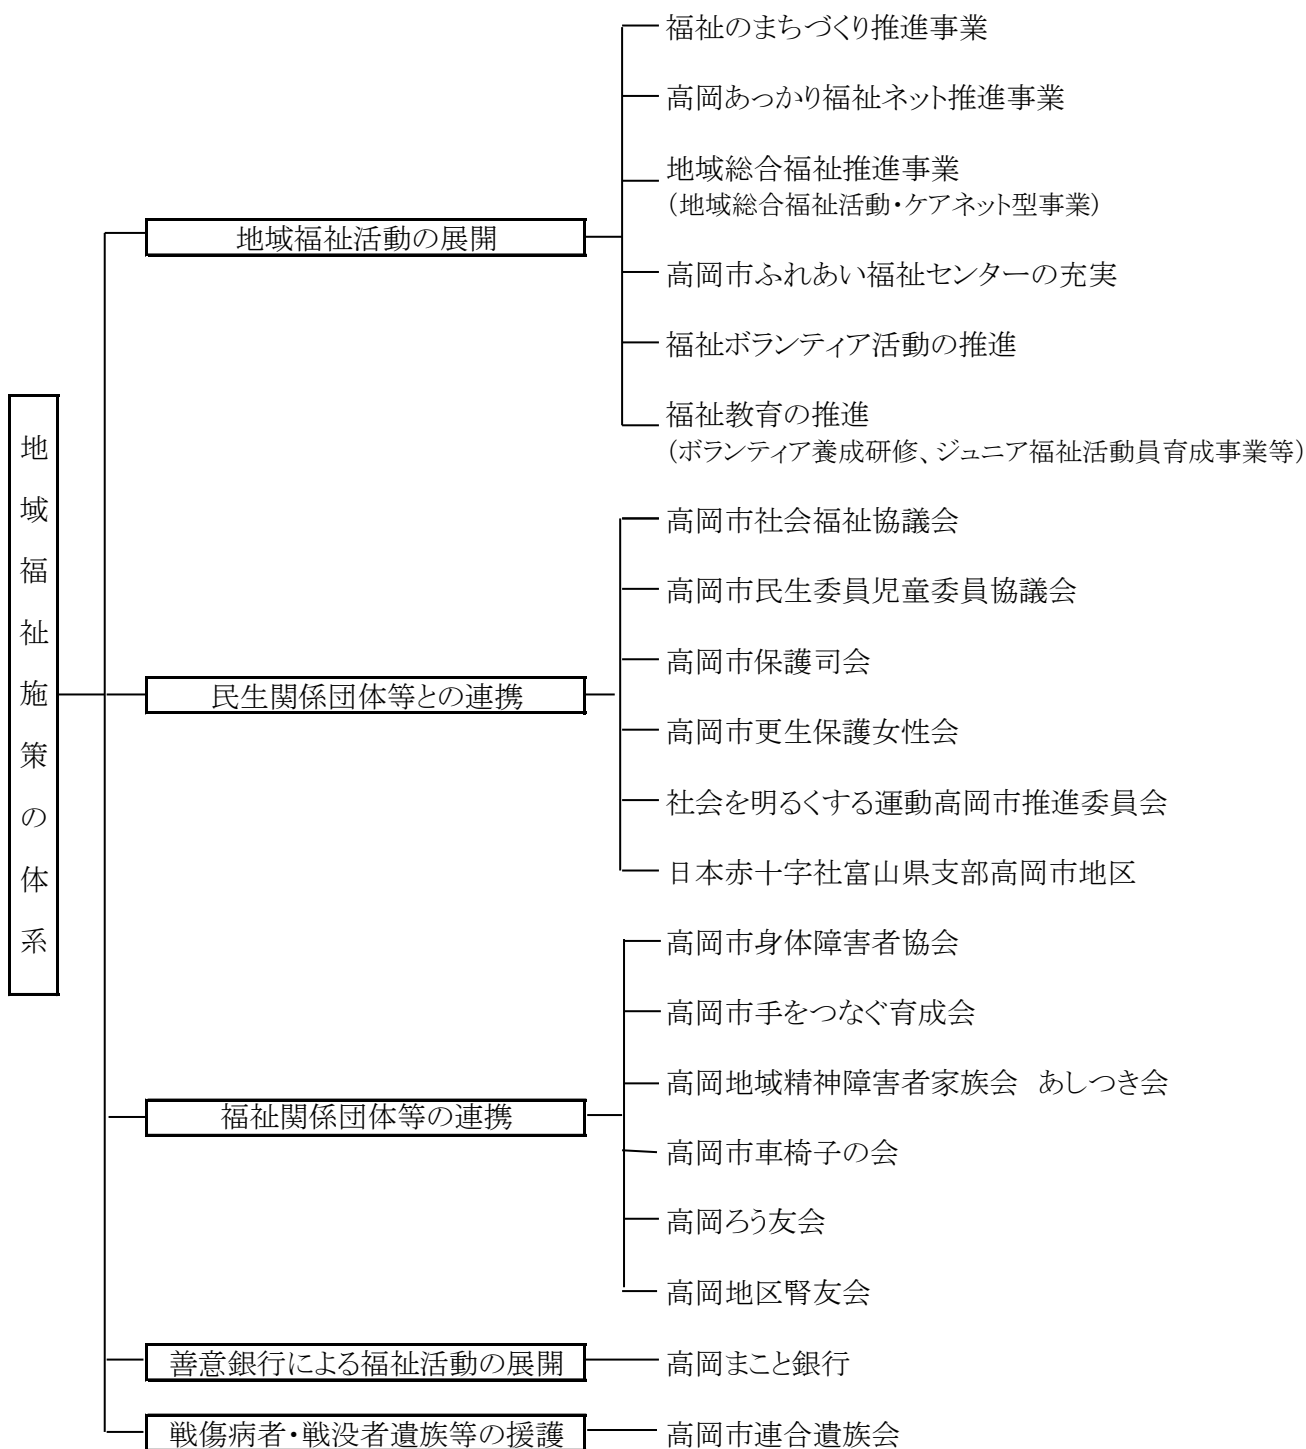 地域福祉施策の体系
地域福祉活動の展開
福祉のまちづくり推進事業
高岡あっかり福祉ネット推進事業
地域総合福祉推進事業
（地域総合福祉活動・ケアネット型事業）
高岡市ふれあい福祉センターの充実
福祉ボランティア活動の推進
福祉教育の推進
（ボランティア養成研修、ジュニア福祉活動員育成事業等）
民生関係団体等との連携
高岡市社会福祉協議会
高岡市民生委員児童委員協議会
高岡市保護司会
高岡市更生保護女性会
社会を明るくする運動高岡市推進委員会
日本赤十字社富山県支部高岡市地区
福祉関係団体等の連携
高岡市身体障害者協会
高岡市手をつなぐ育成会
高岡地域精神障害者家族会　あしつき会
高岡市車椅子の会
高岡ろう友会
高岡地区腎友会
善意銀行による福祉活動の展開
高岡まこと銀行
戦傷病者・戦没者遺族等の援護
高岡市連合遺族会